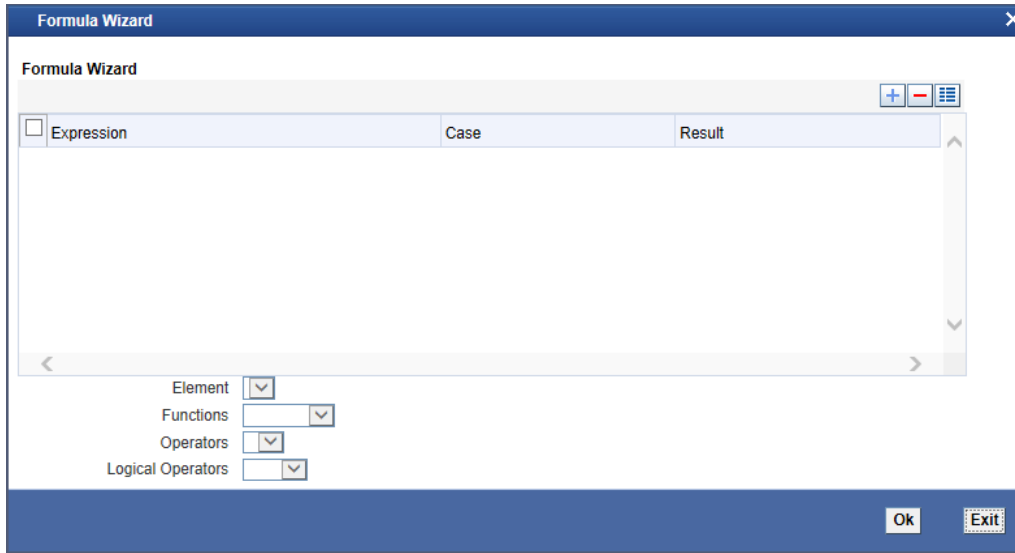 Formula Wizard
Formula Wizard
Expression Case Result
Element
Functions
Operators
Logical Operators
Ok Exit